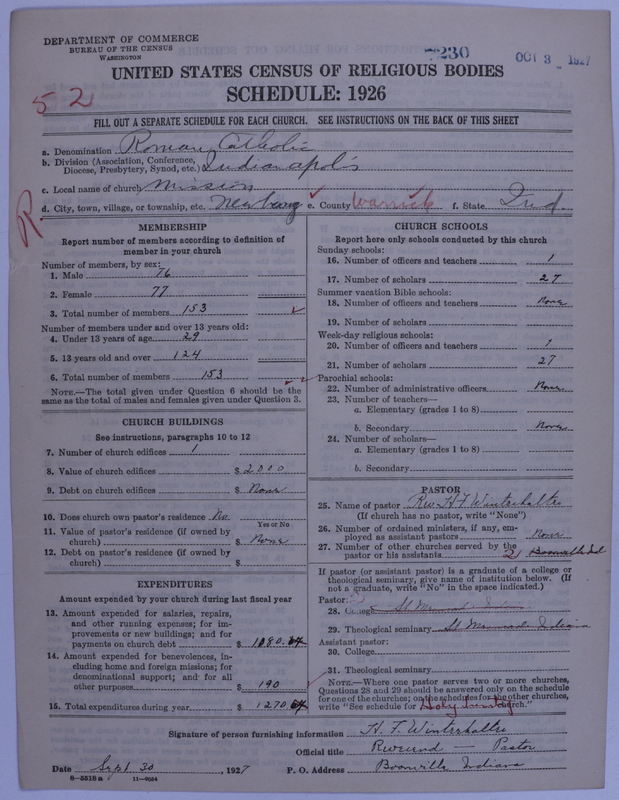 DEPARTMENT OF COMMERCE
BUREAU OF THE CENSUS
WASHINGTON
7230
OCT 3 1927
UNITED STATES CENSUS OF RELIGIOUS BODIES
SCHEDULE: 1926
52
FILL OUT A SEPARATE SCHEDULE FOR EACH CHURCH. SEE INSTRUCTIONS ON THE BACK OF THIS SHEET
a. Denomination Roman Catholic
b. Division (Association, Conference, Diocese, Presbytery, Synod, etc.) Indianapolis
c. Local name of church Mission
d. City, town, village, or township, etc. Newburg e. County Warrick f. State Ind.
R
MEMBERSHIP
Report number of members according to definition of
member in your church
Number of members, by sex:
1. Male 76
2. Female 77
3. Total number of members 153
Number of members under and over 13 years old:
4. Under 13 years of age 29
5. 13 years old and over 124
6. Total number of members 153
NOTE.—The total given under Question 6 should be the
same as the total of males and females given under Question 3.
CHURCH BUILDINGS
See instructions, paragraphs 10 to 12
7. Number of church edifices 1
8. Value of church edifices $ 2000
9. Debt on church edifices $ None
10. Does church own pastor's residence No
Yes or No
11. Value of pastor's residence (if owned by
church) $ None
12. Debt on pastor's residence (if owned by
church) $
EXPENDITURES
Amount expended by your church during last fiscal year
13. Amount expended for salaries, repairs,
and other running expenses; for im-
provements or new buildings; and for
payments on church debt $ 1080.
14. Amount expended for benevolences, in-
cluding home and foreign missions; for
denominational support; and for all
other purposes $ 190
15. Total expenditures during year $ 1270
CHURCH SCHOOLS
Report here only schools conducted by this church
Sunday schools:
16. Number of officers and teachers 1
17. Number of scholars 27
Summer vacation Bible schools:
18. Number of officers and teachers None
19. Number of scholars
Week-day religious schools:
20. Number of officers and teachers 1
21. Number of scholars 27
Parochial schools:
22. Number of administrative officers None
23. Number of teachers—
a. Elementary (grades 1 to 8)
b. Secondary None
24. Number of scholars—
a. Elementary (grades 1 to 8)
b. Secondary
PASTOR
25. Name of pastor Rev. H F Winterhalter
(If church has no pastor, write "None")
26. Number of ordained ministers, if any, em-
ployed as assistant pastors None
27. Number of other churches served by the
pastor or his assistants 2 Boonville Ind
If pastor (or assistant pastor) is a graduate of a college or
theological seminary, give name of institution below. (If
not a graduate, write "No" in the space indicated.)
Pastor:
28. College St Meinrad Indiana
29. Theological seminary St Meinrad Indiana
Assistant pastor:
30. College
31. Theological seminary
NOTE.—Where one pastor serves two or more churches,
Questions 28 and 29 should be answered only on the schedule
for one of the churches; on the schedules for the other churches,
write "See schedule for Holy Family church."
Signature of person furnishing information H. F. Winterhalter
Official title Reverend — Pastor
Date Sept 30, 1927 P. O. Address Boonville Indiana
8-5518 a 11-9054